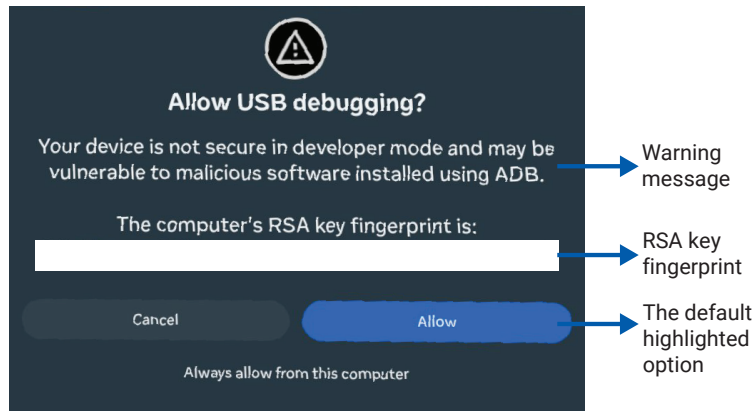 Allow USB debugging?
Your device is not secure in developer mode and may be
vulnerable to malicious software installed using ADB.
The computer's RSA key fingerprint is:
Cancel
Allow
Always allow from this computer
Warning
message
RSA key
fingerprint
The default
highlighted
option